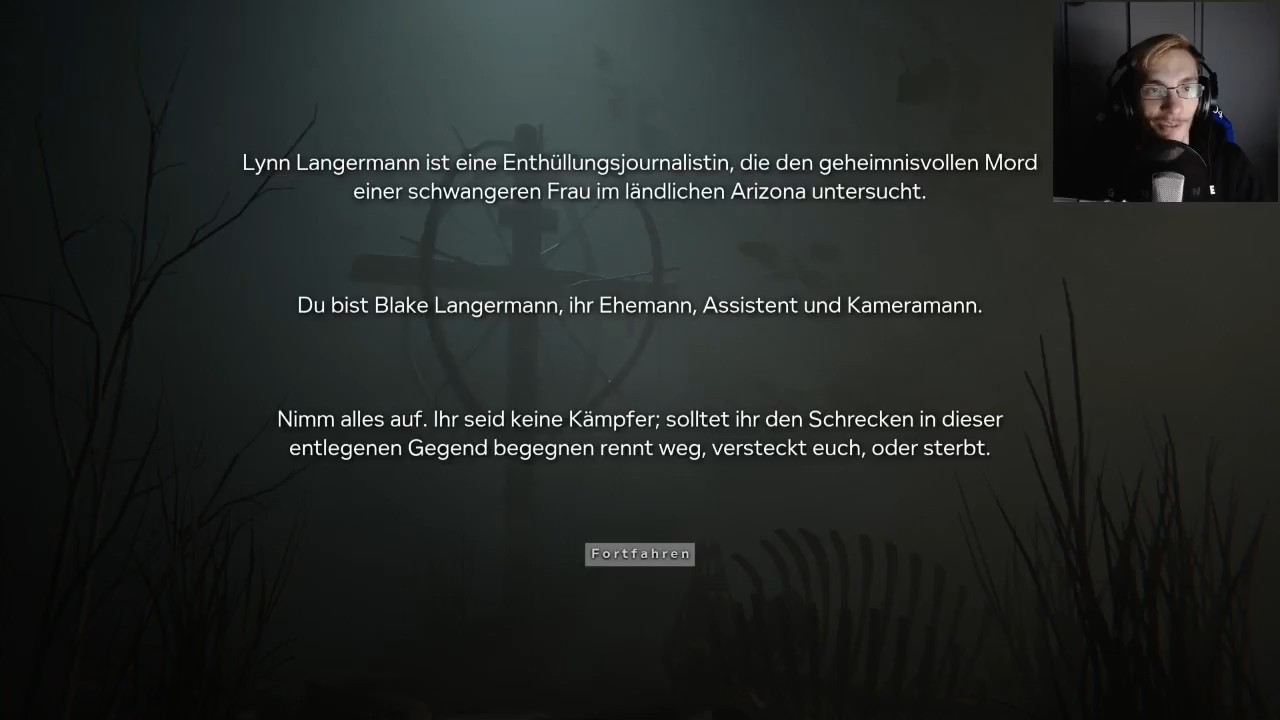 Lynn Langermann ist eine Enthüllungsjournalistin, die den geheimnisvollen Mord
einer schwangeren Frau im ländlichen Arizona untersucht.
Du bist Blake Langermann, ihr Ehemann, Assistent und Kameramann.
Nimm alles auf. Ihr seid keine Kämpfer; solltet ihr den Schrecken in dieser
entlegenen Gegend begegnen rennt weg, versteckt euch, oder sterbt.
Fortfahren